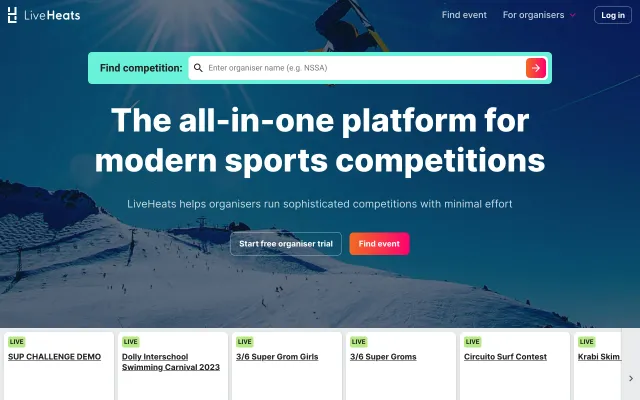 LiveHeats
Find event
For organisers
Log in
Find competition:
Enter organiser name (e.g. NSSA)
The all-in-one platform for
modern sports competitions
LiveHeats helps organisers run sophisticated competitions with minimal effort
Start free organiser trial
Find event
LIVE
SUP CHALLENGE DEMO
LIVE
Dolly Interschool
Swimming Carnival 2023
LIVE
3/6 Super Grom Girls
LIVE
3/6 Super Groms
LIVE
Circuito Surf Contest
LIVE
Krabi Skim